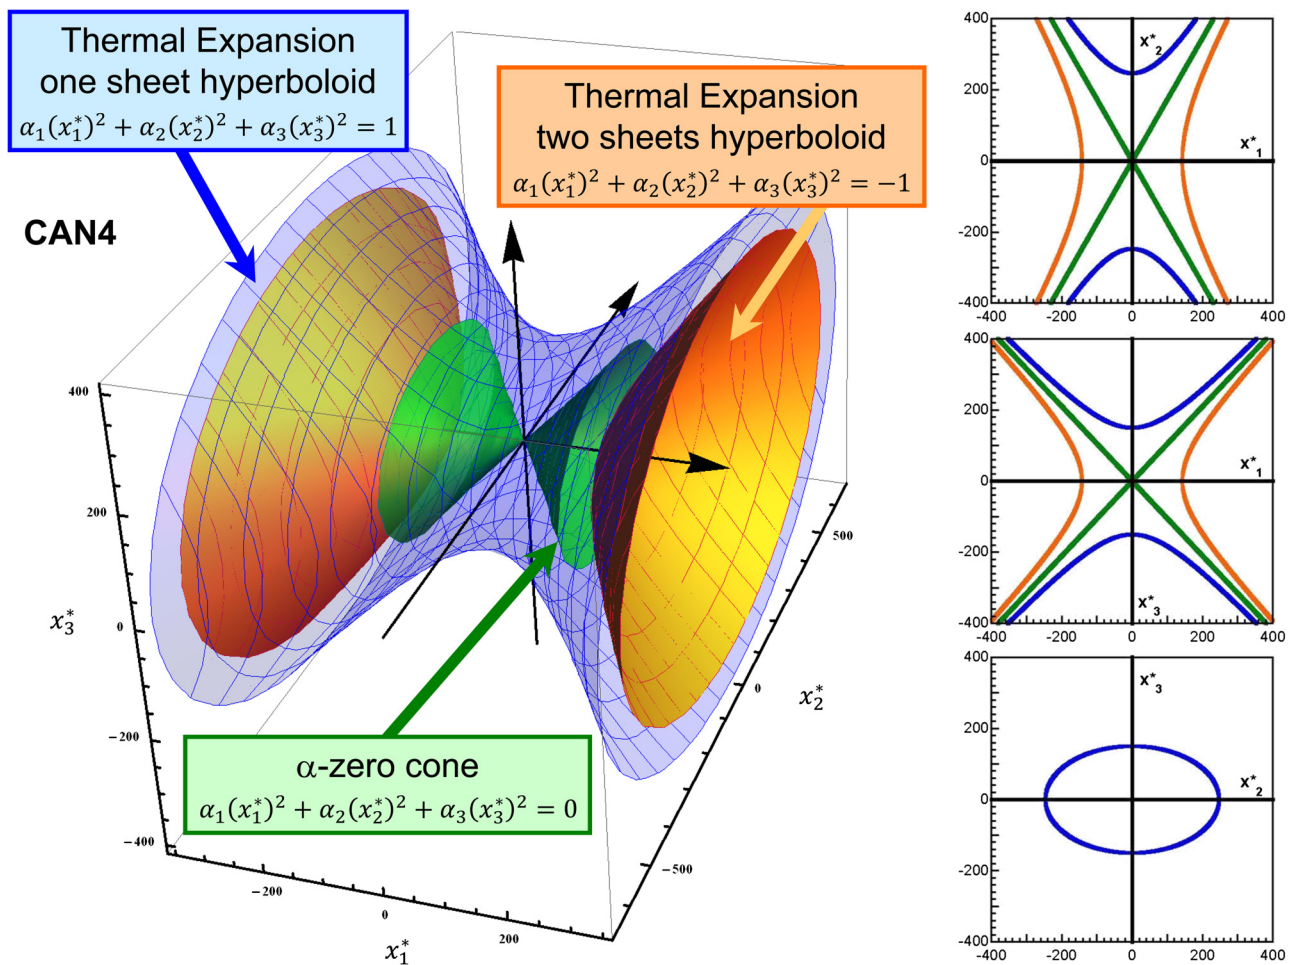 Thermal Expansion
one sheet hyperboloid
α₁(x₁*)² + α₂(x₂*)² + α₃(x₃*)² = 1
Thermal Expansion
two sheets hyperboloid
α₁(x₁*)² + α₂(x₂*)² + α₃(x₃*)² = −1
CAN4
400
200
0
−200
−400
x₃*
−200
0
200
x₁*
500
0
−500
x₂*
α-zero cone
α₁(x₁*)² + α₂(x₂*)² + α₃(x₃*)² = 0
400
200
0
-200
-400
x*₂
x*₁
-400 -200 0 200 400
400
200
0
-200
-400
x*₁
x*₃
-400 -200 0 200 400
400
200
0
-200
-400
x*₃
x*₂
-400 -200 0 200 400